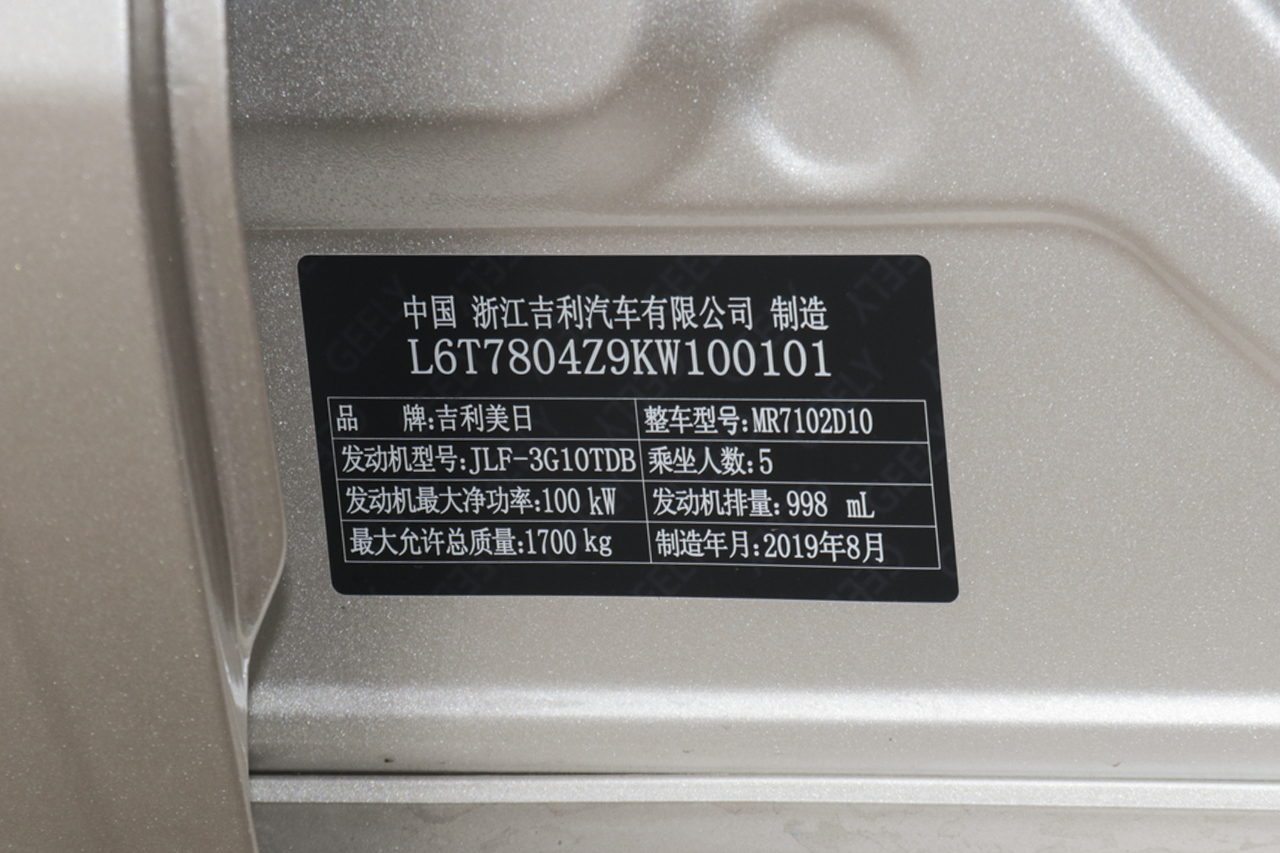 中国 浙江吉利汽车有限公司 制造
L6T7804Z9KW100101
品 牌:吉利美日 整车型号:MR7102D10
发动机型号:JLF-3G10TDB 乘坐人数:5
发动机最大净功率:100 kW 发动机排量:998 mL
最大允许总质量:1700 kg 制造年月:2019年8月